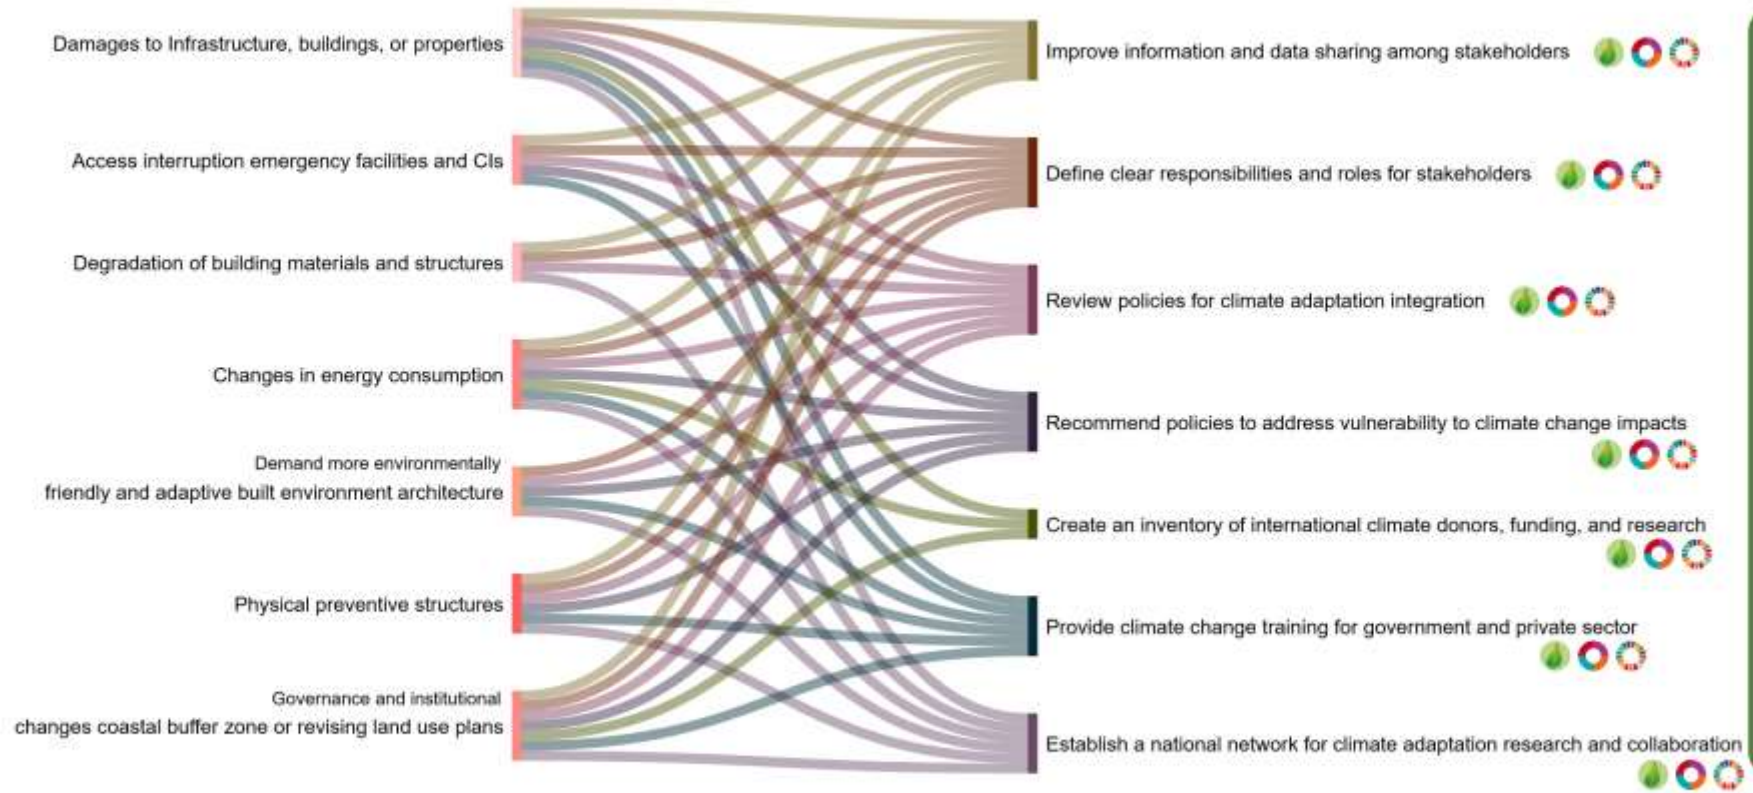 Damages to Infrastructure, buildings, or properties
Access interruption emergency facilities and CIs
Degradation of building materials and structures
Changes in energy consumption
Demand more environmentally
friendly and adaptive built environment architecture
Physical preventive structures
Governance and institutional
changes coastal buffer zone or revising land use plans
Improve information and data sharing among stakeholders
Define clear responsibilities and roles for stakeholders
Review policies for climate adaptation integration
Recommend policies to address vulnerability to climate change impacts
Create an inventory of international climate donors, funding, and research
Provide climate change training for government and private sector
Establish a national network for climate adaptation research and collaboration